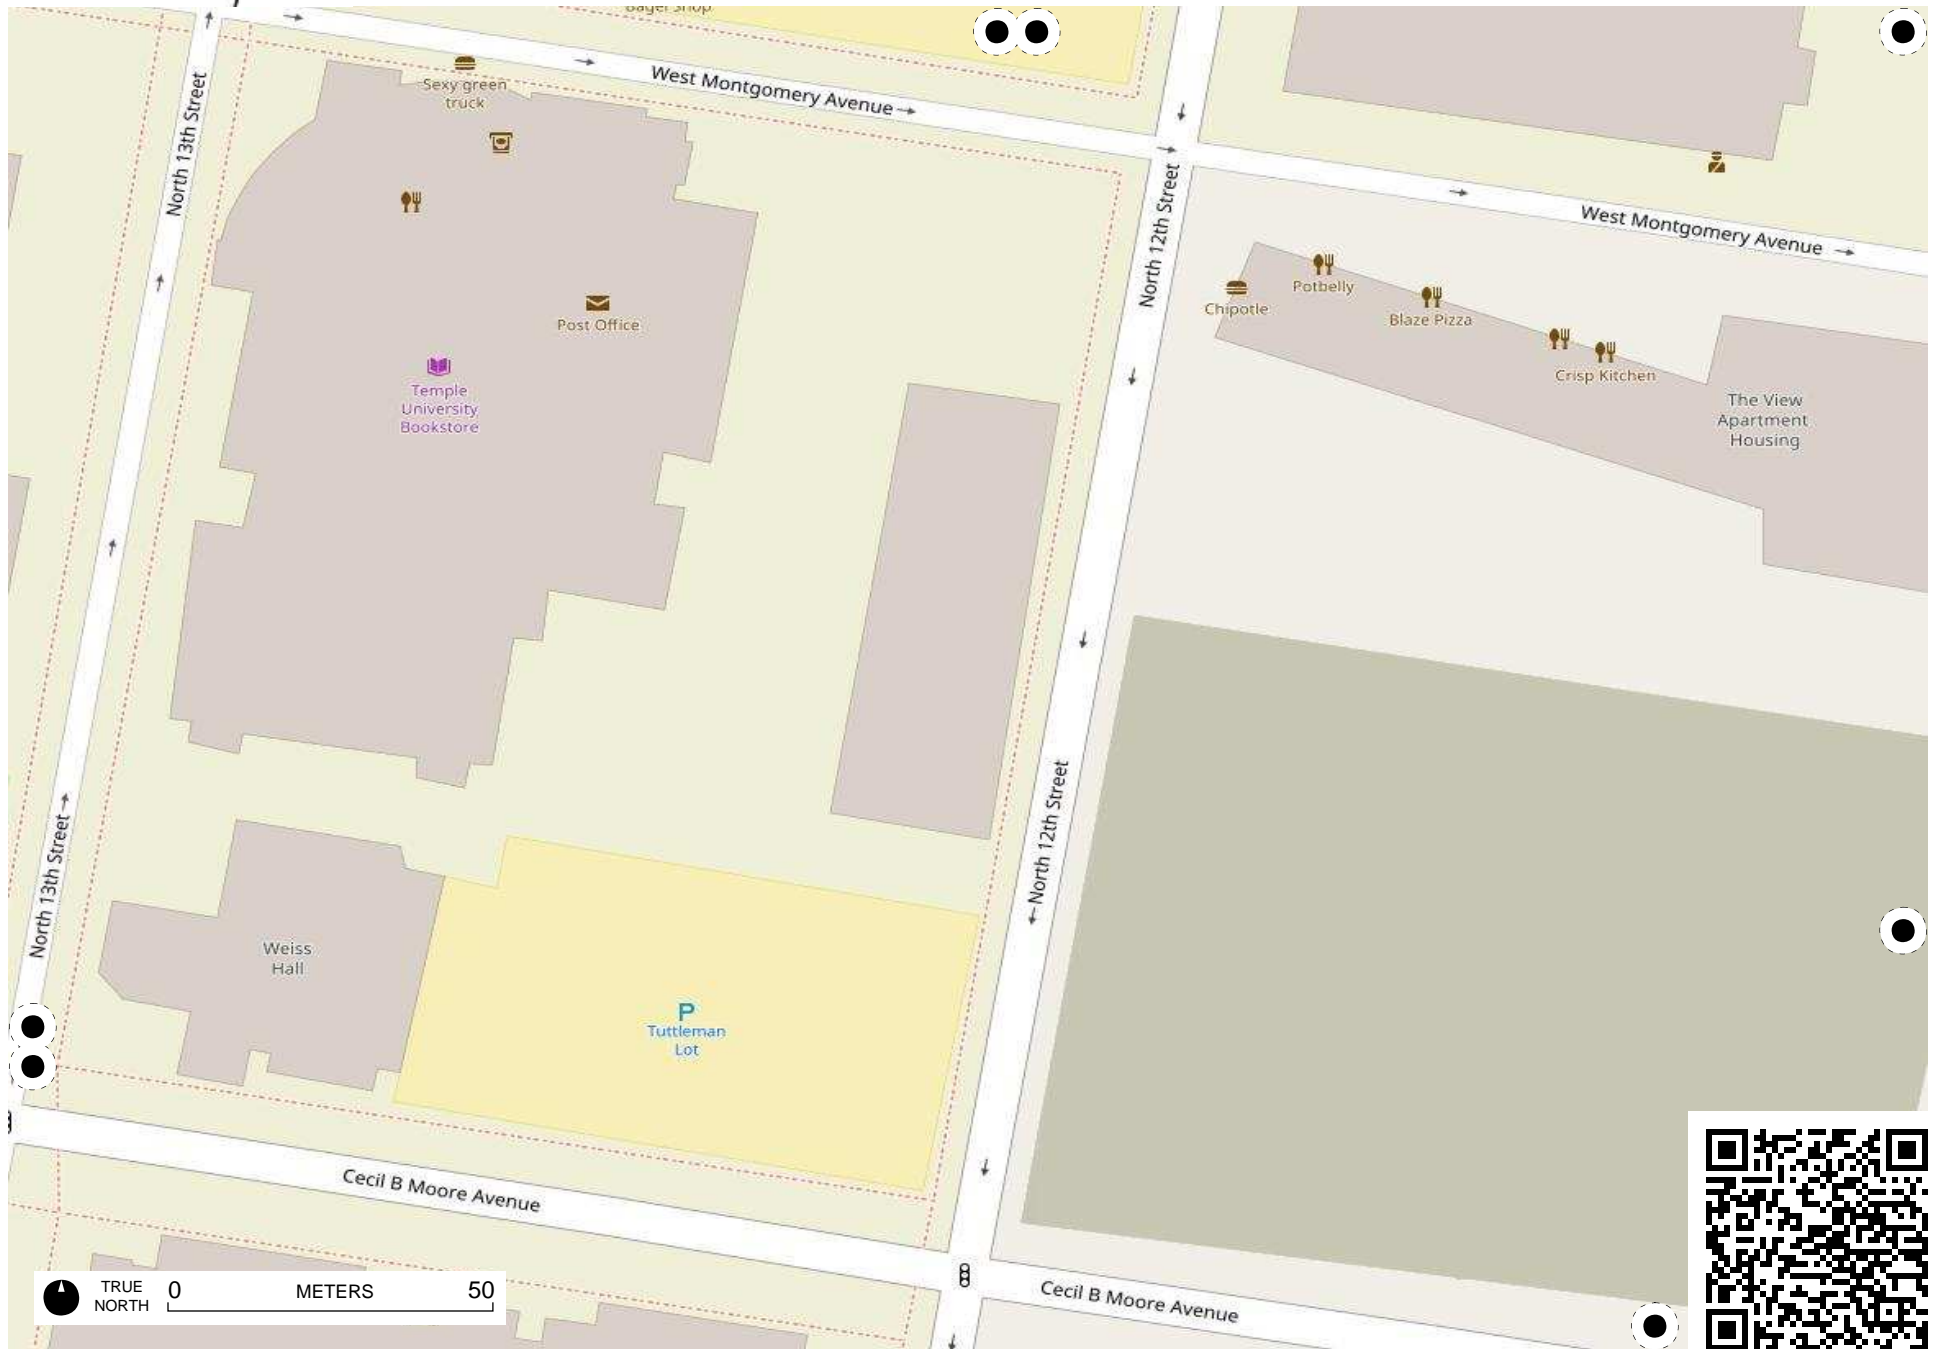 Bagel Shop
West Montgomery Avenue
North 13th Street
Sexy green
truck
North 12th Street
West Montgomery Avenue
Chipotle
Potbelly
Blaze Pizza
Crisp Kitchen
Post Office
Temple
University
Bookstore
The View
Apartment
Housing
North 12th Street
North 13th Street
Weiss
Hall
P
Tuttleman
Lot
Cecil B Moore Avenue
Cecil B Moore Avenue
TRUE
NORTH
0 METERS 50